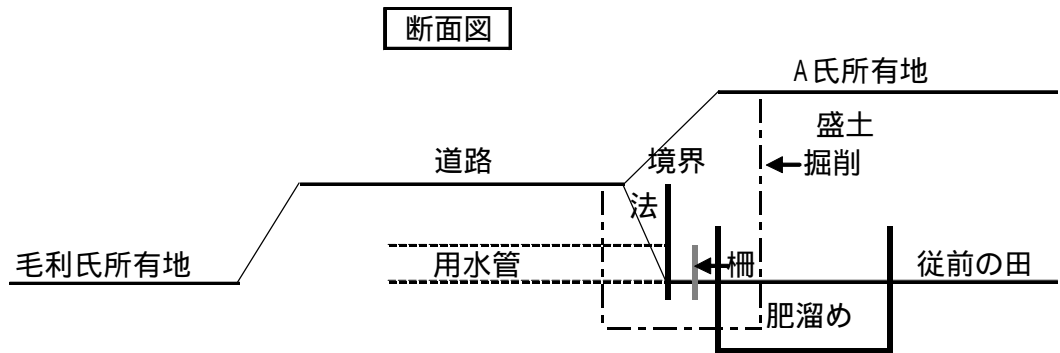 断面図
A氏所有地
盛土
道路
境界
掘削
法
毛利氏所有地
用水管
柵
従前の田
肥溜め